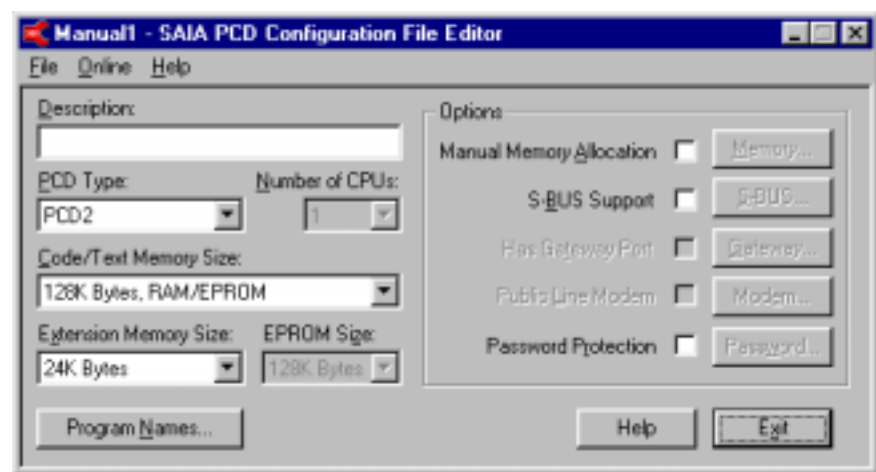 Manual1 - SAIA PCD Configuration File Editor
File Online Help
Description:
PCD Type: Number of CPUs:
PCD2 1
Code/Text Memory Size:
128K Bytes, RAM/EPROM
Extension Memory Size: EPROM Size:
24K Bytes 128K Bytes
Program Names...
Options
Manual Memory Allocation Memory...
S-BUS Support S-BUS...
Has Gateway Port Gateway...
Public Line Modem Modem...
Password Protection Password...
Help Exit